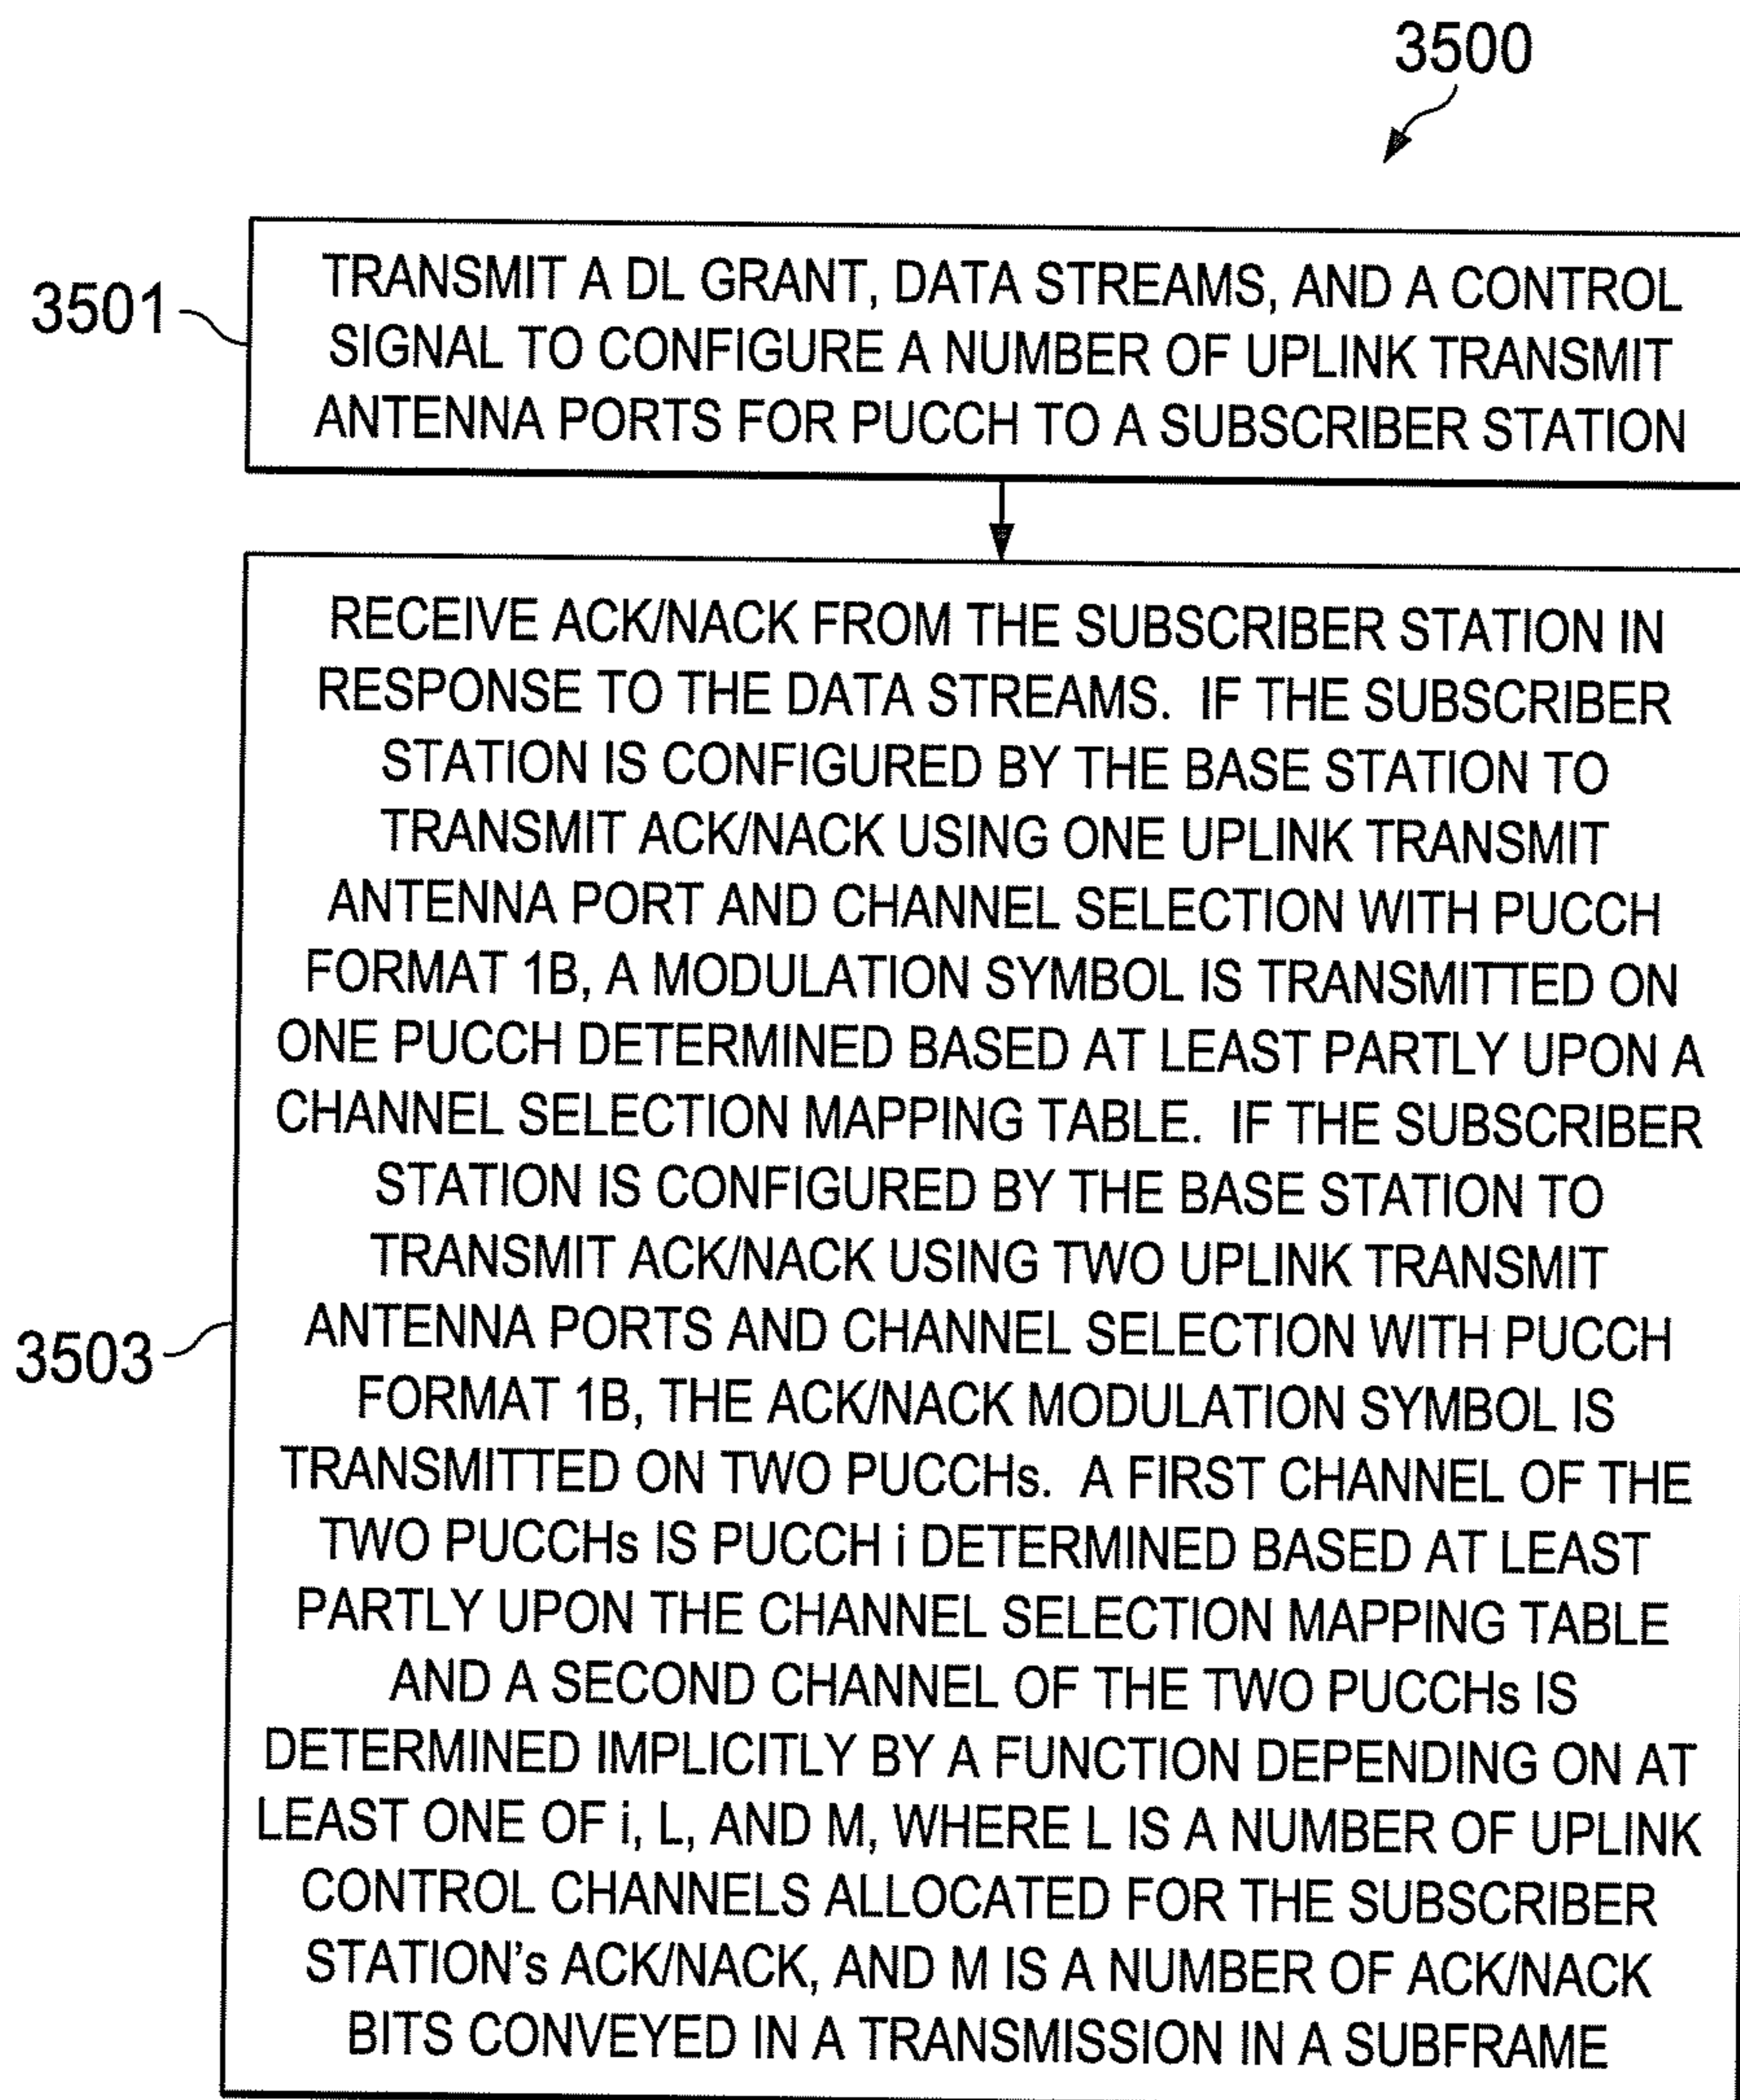 3500
3501
TRANSMIT A DL GRANT, DATA STREAMS, AND A CONTROL
SIGNAL TO CONFIGURE A NUMBER OF UPLINK TRANSMIT
ANTENNA PORTS FOR PUCCH TO A SUBSCRIBER STATION
3503
RECEIVE ACK/NACK FROM THE SUBSCRIBER STATION IN
RESPONSE TO THE DATA STREAMS. IF THE SUBSCRIBER
STATION IS CONFIGURED BY THE BASE STATION TO
TRANSMIT ACK/NACK USING ONE UPLINK TRANSMIT
ANTENNA PORT AND CHANNEL SELECTION WITH PUCCH
FORMAT 1B, A MODULATION SYMBOL IS TRANSMITTED ON
ONE PUCCH DETERMINED BASED AT LEAST PARTLY UPON A
CHANNEL SELECTION MAPPING TABLE. IF THE SUBSCRIBER
STATION IS CONFIGURED BY THE BASE STATION TO
TRANSMIT ACK/NACK USING TWO UPLINK TRANSMIT
ANTENNA PORTS AND CHANNEL SELECTION WITH PUCCH
FORMAT 1B, THE ACK/NACK MODULATION SYMBOL IS
TRANSMITTED ON TWO PUCCHs. A FIRST CHANNEL OF THE
TWO PUCCHs IS PUCCH i DETERMINED BASED AT LEAST
PARTLY UPON THE CHANNEL SELECTION MAPPING TABLE
AND A SECOND CHANNEL OF THE TWO PUCCHs IS
DETERMINED IMPLICITLY BY A FUNCTION DEPENDING ON AT
LEAST ONE OF i, L, AND M, WHERE L IS A NUMBER OF UPLINK
CONTROL CHANNELS ALLOCATED FOR THE SUBSCRIBER
STATION's ACK/NACK, AND M IS A NUMBER OF ACK/NACK
BITS CONVEYED IN A TRANSMISSION IN A SUBFRAME